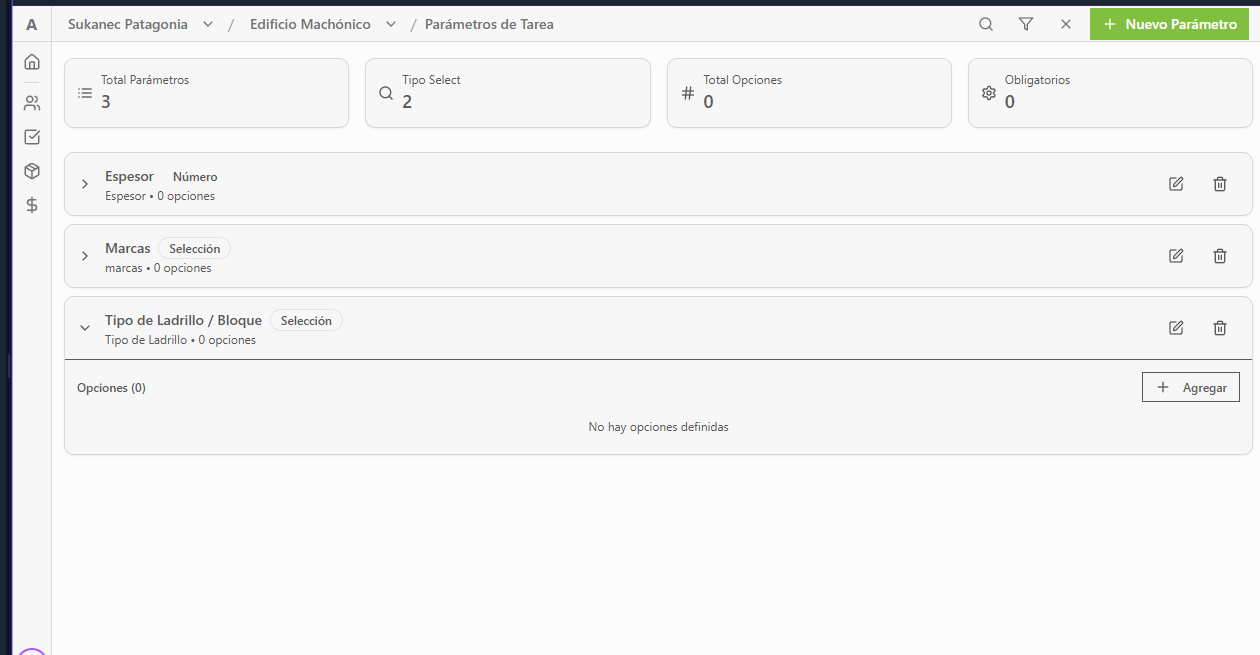 A Sukanec Patagonia / Edificio Machónico / Parámetros de Tarea + Nuevo Parámetro
Total Parámetros
3
Tipo Select
2
Total Opciones
0
Obligatorios
0
Espesor Número
Espesor • 0 opciones
Marcas Selección
marcas • 0 opciones
Tipo de Ladrillo / Bloque Selección
Tipo de Ladrillo • 0 opciones
Opciones (0) + Agregar
No hay opciones definidas